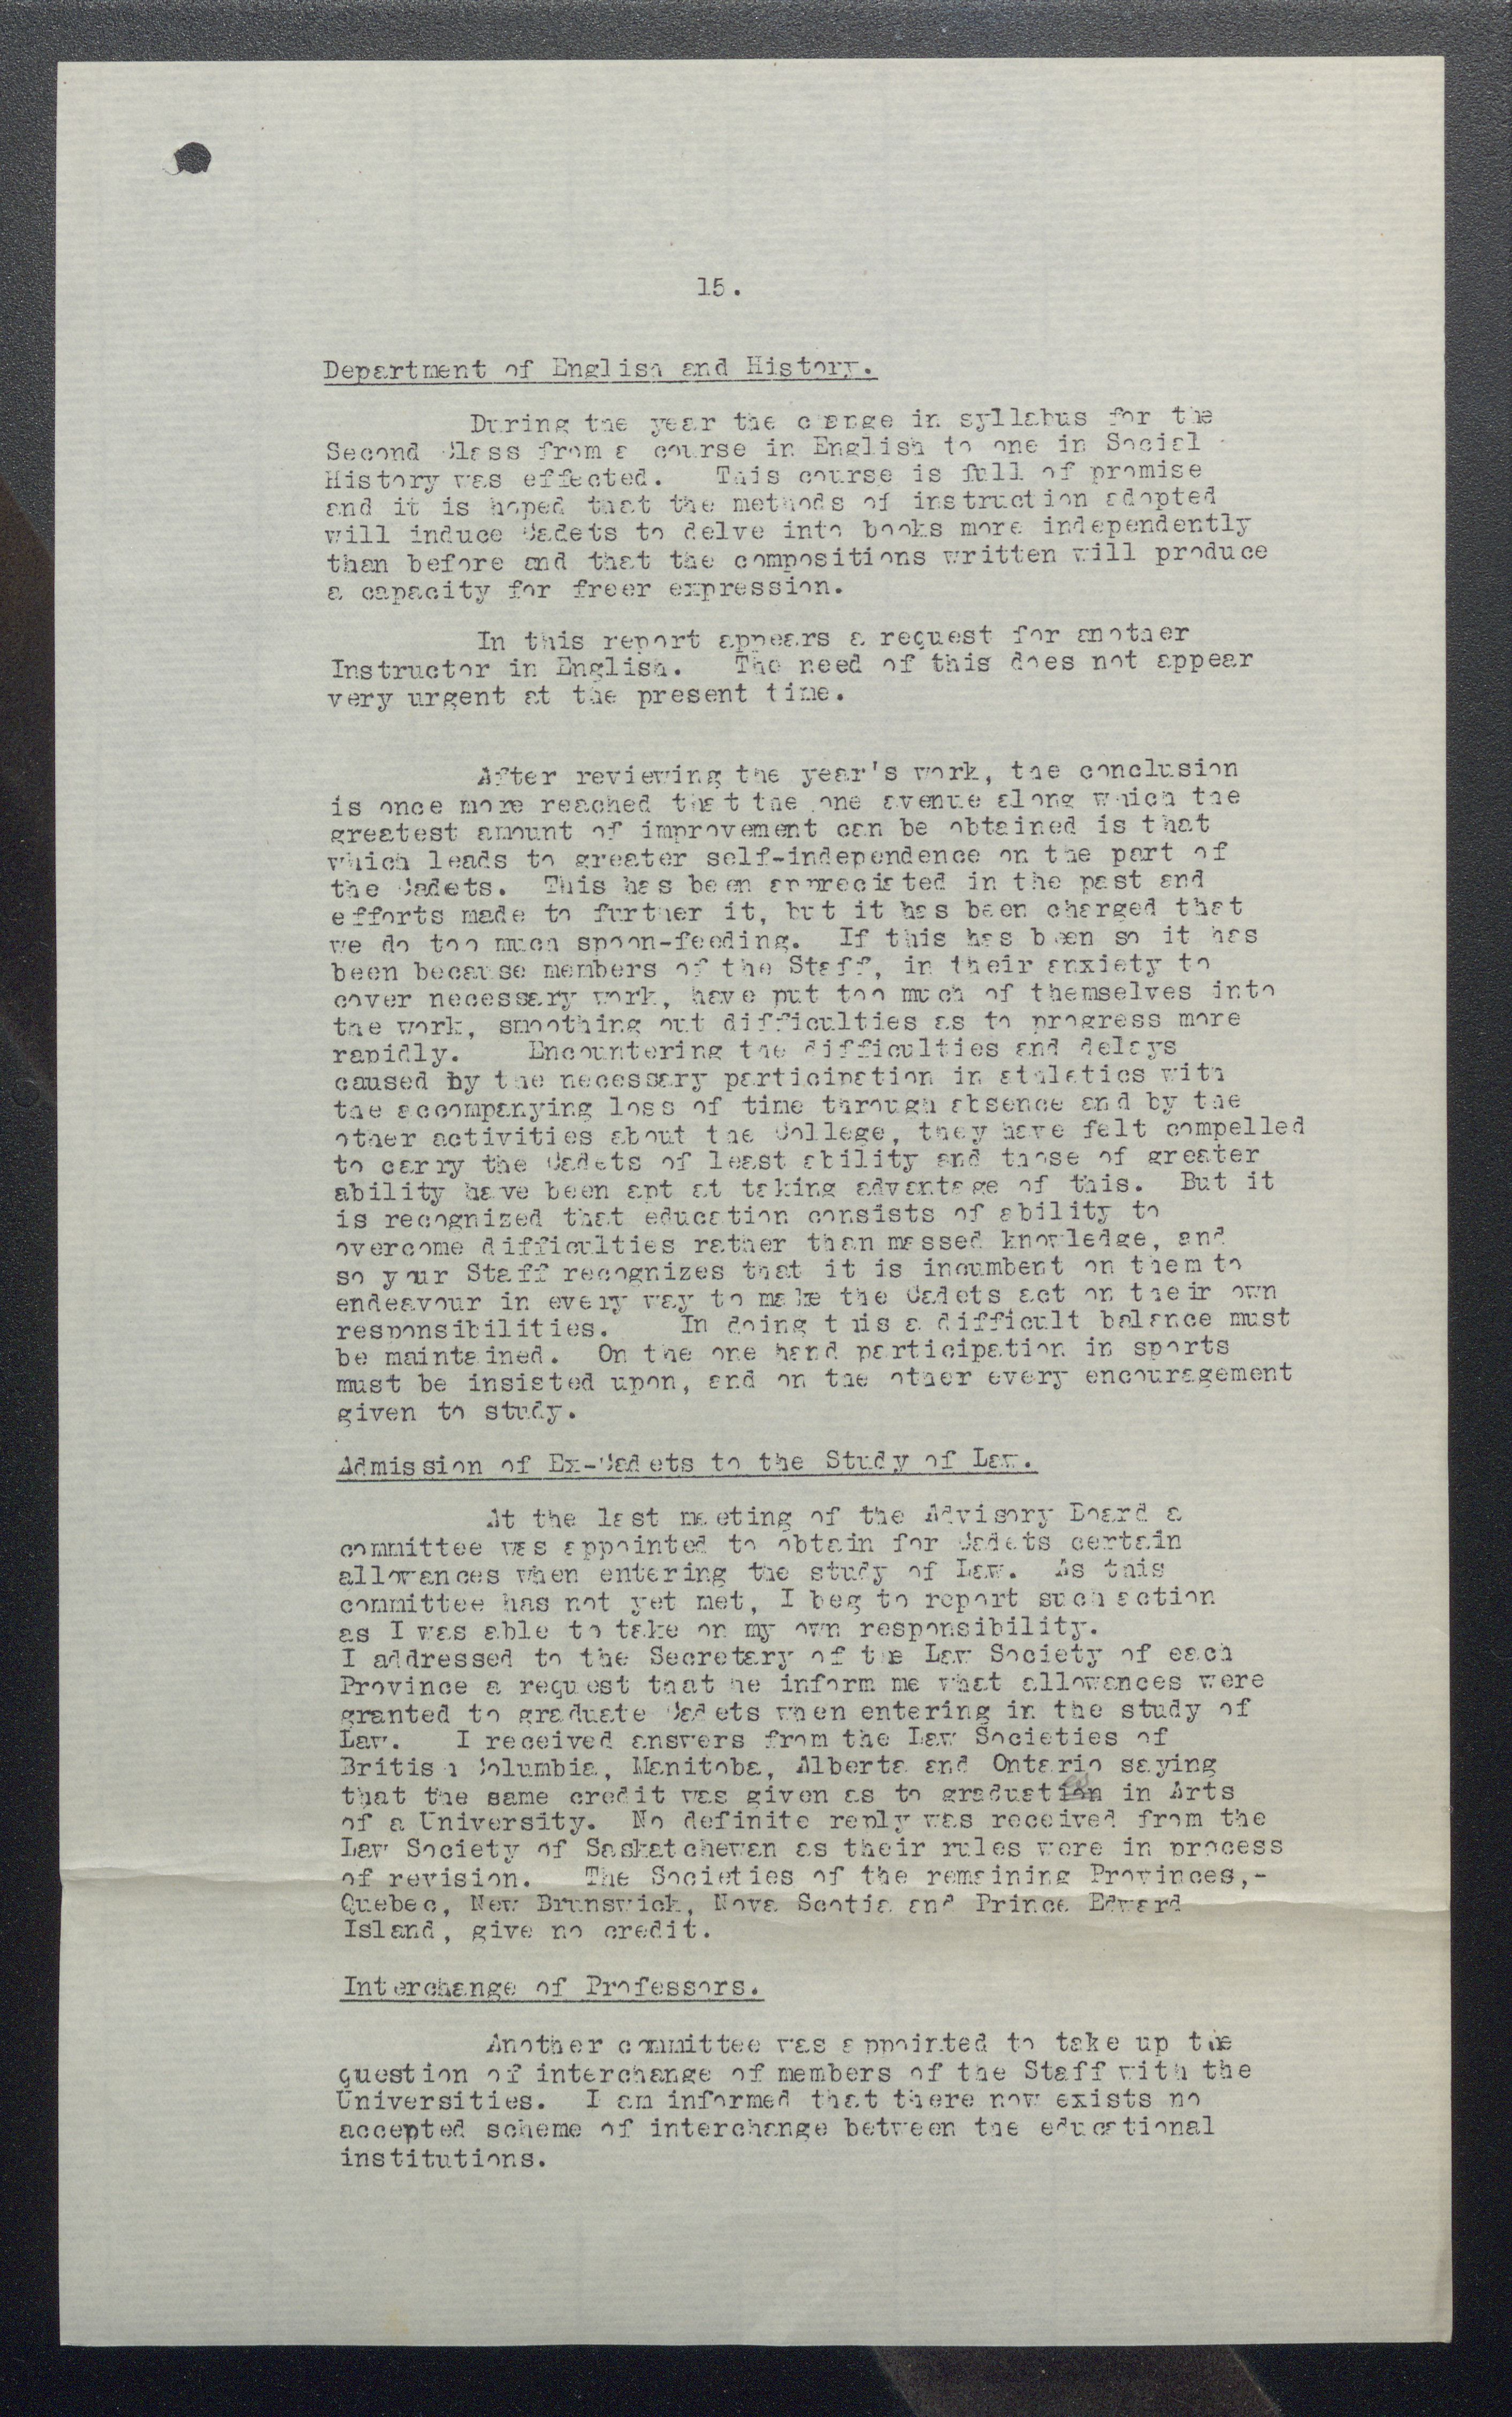 15.
Department of English and History.
During the year the change in syllabus for the
Second Class from a course in English to one in Social
History was effected. This course is full of promise
and it is hoped that the methods of instruction adopted
will induce Cadets to delve into books more independently
than before and that the compositions written will produce
a capacity for freer expression.
In this report appears a request for another
Instructor in English. The need of this does not appear
very urgent at the present time.
After reviewing the year's work, the conclusion
is once more reached that the one avenue along which the
greatest amount of improvement can be obtained is that
which leads to greater self-independence on the part of
the Cadets. This has been appreciated in the past and
efforts made to further it, but it has been charged that
we do too much spoon-feeding. If this has been so it has
been because members of the Staff, in their anxiety to
cover necessary work, have put too much of themselves into
the work, smoothing out difficulties as to progress more
rapidly. Encountering the difficulties and delays
caused by the necessary participation in athletics with
the accompanying loss of time through absence and by the
other activities about the College, they have felt compelled
to carry the Cadets of least ability and those of greater
ability have been apt at taking advantage of this. But it
is recognized that education consists of ability to
overcome difficulties rather than massed knowledge, and
so your Staff recognizes that it is incumbent on them to
endeavour in every way to make the Cadets act on their own
responsibilities. In doing this a difficult balance must
be maintained. On the one hand participation in sports
must be insisted upon, and on the other every encouragement
given to study.
Admission of Ex-Cadets to the Study of Law.
At the last meeting of the Advisory Board a
committee was appointed to obtain for Cadets certain
allowances when entering the study of Law. As this
committee has not yet met, I beg to report such action
as I was able to take on my own responsibility.
I addressed to the Secretary of the Law Society of each
Province a request that he inform me what allowances were
granted to graduate Cadets when entering in the study of
Law. I received answers from the Law Societies of
British Columbia, Manitoba, Alberta and Ontario saying
that the same credit was given as to graduation in Arts
of a University. No definite reply was received from the
Law Society of Saskatchewan as their rules were in process
of revision. The Societies of the remaining Provinces,-
Quebec, New Brunswick, Nova Scotia and Prince Edward
Island, give no credit.
Interchange of Professors.
Another committee was appointed to take up the
question of interchange of members of the Staff with the
Universities. I am informed that there now exists no
accepted scheme of interchange between the educational
institutions.